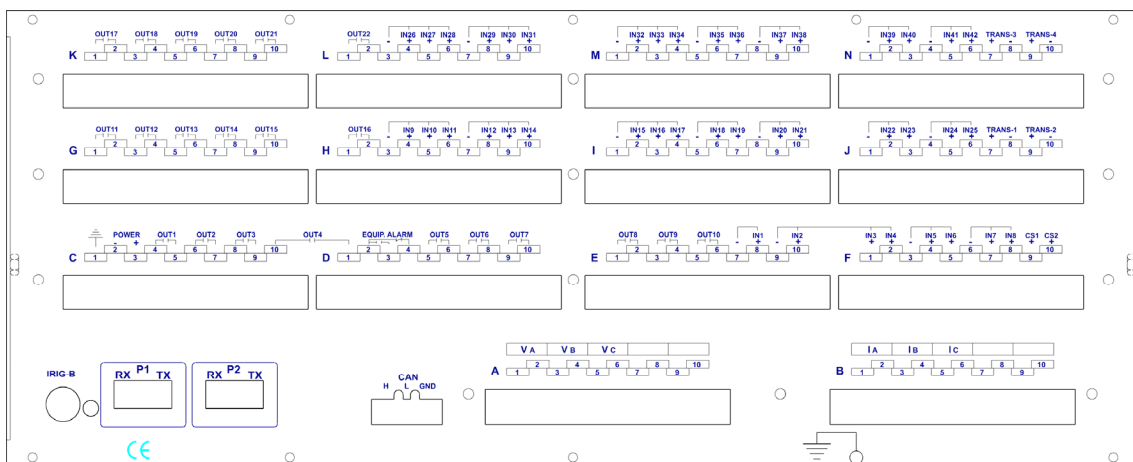 OUT17 OUT18 OUT19 OUT20 OUT21 OUT22 IN26 IN27 IN28 IN29 IN30 IN31 IN32 IN33 IN34 IN35 IN36 IN37 IN38 IN39 IN40 IN41 IN42 TRANS-3 TRANS-4
- + + + - + + + - + + + - + + - + + - + + - + + + - + -
K 1 2 3 4 5 6 7 8 9 10 L 1 2 3 4 5 6 7 8 9 10 M 1 2 3 4 5 6 7 8 9 10 N 1 2 3 4 5 6 7 8 9 10
OUT11 OUT12 OUT13 OUT14 OUT15 OUT16 IN9 IN10 IN11 IN12 IN13 IN14 IN15 IN16 IN17 IN18 IN19 IN20 IN21 IN22 IN23 IN24 IN25 TRANS-1 TRANS-2
- + + + - + + + - + + + - + + - + + - + + - + + + - + -
G 1 2 3 4 5 6 7 8 9 10 H 1 2 3 4 5 6 7 8 9 10 I 1 2 3 4 5 6 7 8 9 10 J 1 2 3 4 5 6 7 8 9 10
POWER OUT1 OUT2 OUT3 OUT4 EQUIP. ALARM OUT5 OUT6 OUT7 OUT8 OUT9 OUT10 IN1 IN2 IN3 IN4 IN5 IN6 IN7 IN8 CS1 CS2
- + - + - + + + - + + - + + + +
C 1 2 3 4 5 6 7 8 9 10 D 1 2 3 4 5 6 7 8 9 10 E 1 2 3 4 5 6 7 8 9 10 F 1 2 3 4 5 6 7 8 9 10
VA VB VC IA IB IC
A 1 2 3 4 5 6 7 8 9 10 B 1 2 3 4 5 6 7 8 9 10
IRIG-B P1 P2 CAN
RX TX RX TX H L GND
CE